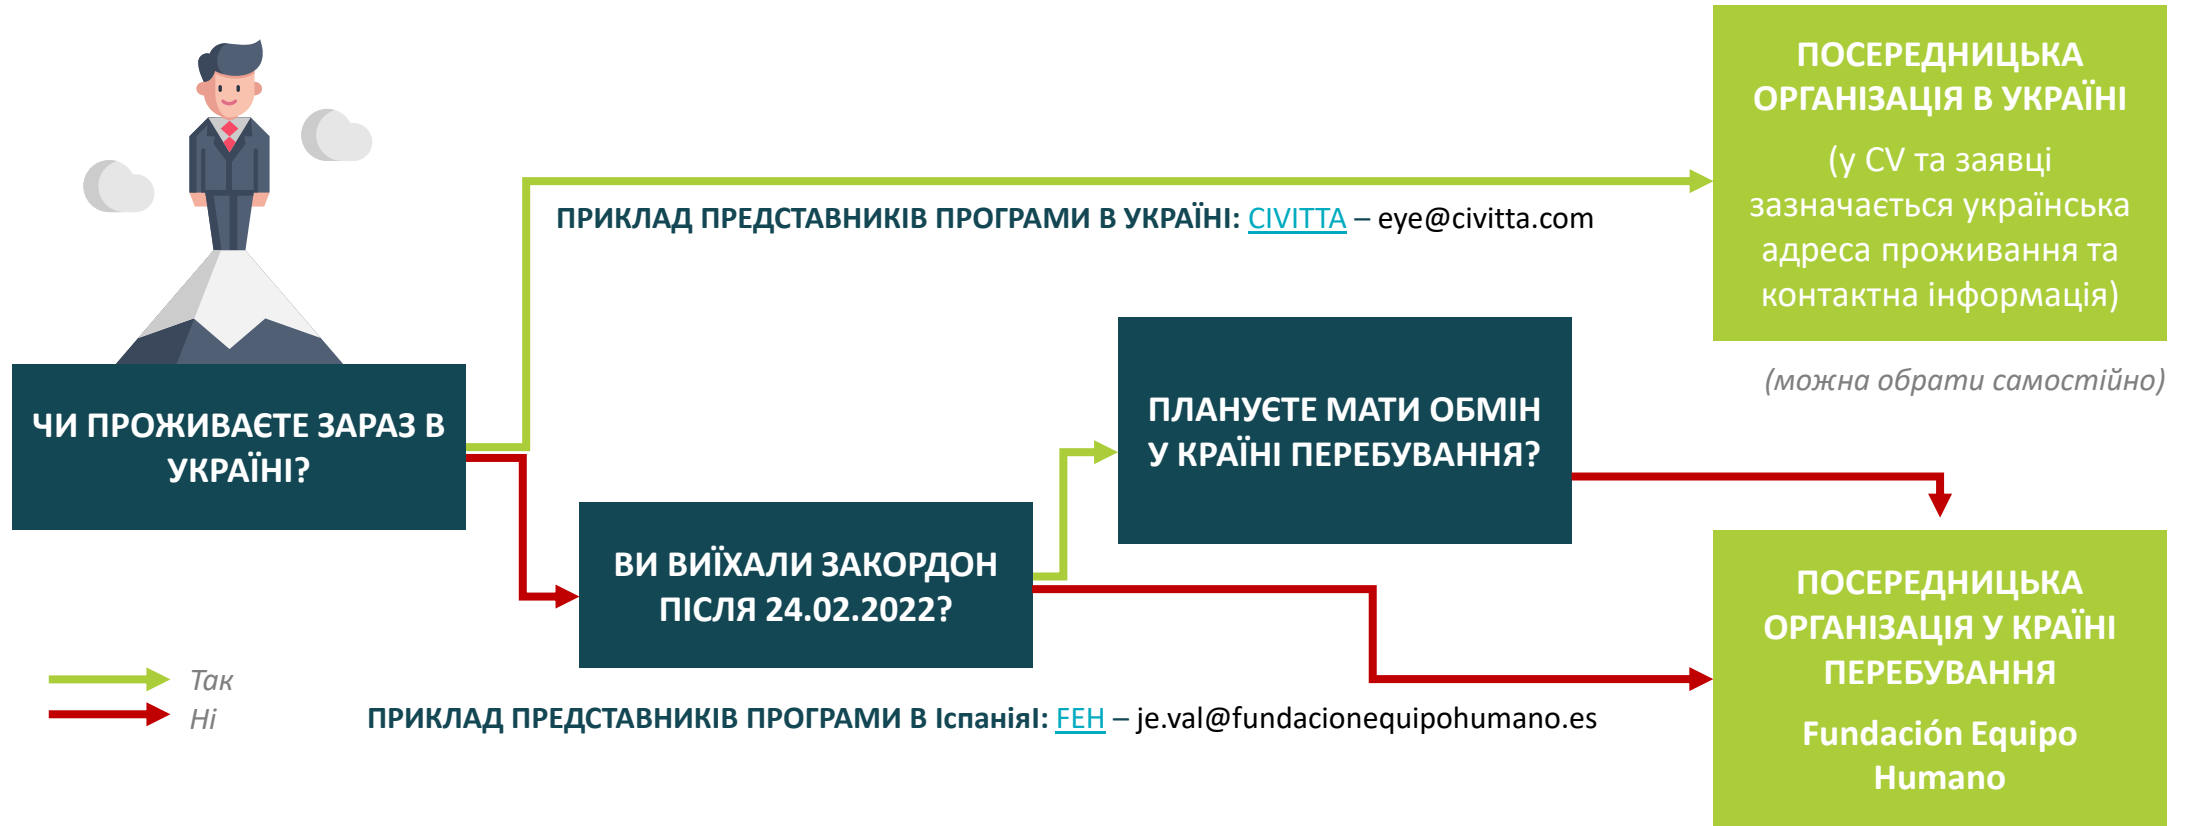 ПОСЕРЕДНИЦЬКА
ОРГАНІЗАЦІЯ В УКРАЇНІ
(у CV та заявці
зазначається українська
адреса проживання та
контактна інформація)
(можна обрати самостійно)
ПРИКЛАД ПРЕДСТАВНИКІВ ПРОГРАМИ В УКРАЇНІ: CIVITTA – eye@civitta.com
ЧИ ПРОЖИВАЄТЕ ЗАРАЗ В
УКРАЇНІ?
ПЛАНУЄТЕ МАТИ ОБМІН
У КРАЇНІ ПЕРЕБУВАННЯ?
ВИ ВИЇХАЛИ ЗАКОРДОН
ПІСЛЯ 24.02.2022?
ПОСЕРЕДНИЦЬКА
ОРГАНІЗАЦІЯ У КРАЇНІ
ПЕРЕБУВАННЯ
Fundación Equipo
Humano
Так
Ні
ПРИКЛАД ПРЕДСТАВНИКІВ ПРОГРАМИ В ІспаніяІ: FEH – je.val@fundacionequipohumano.es